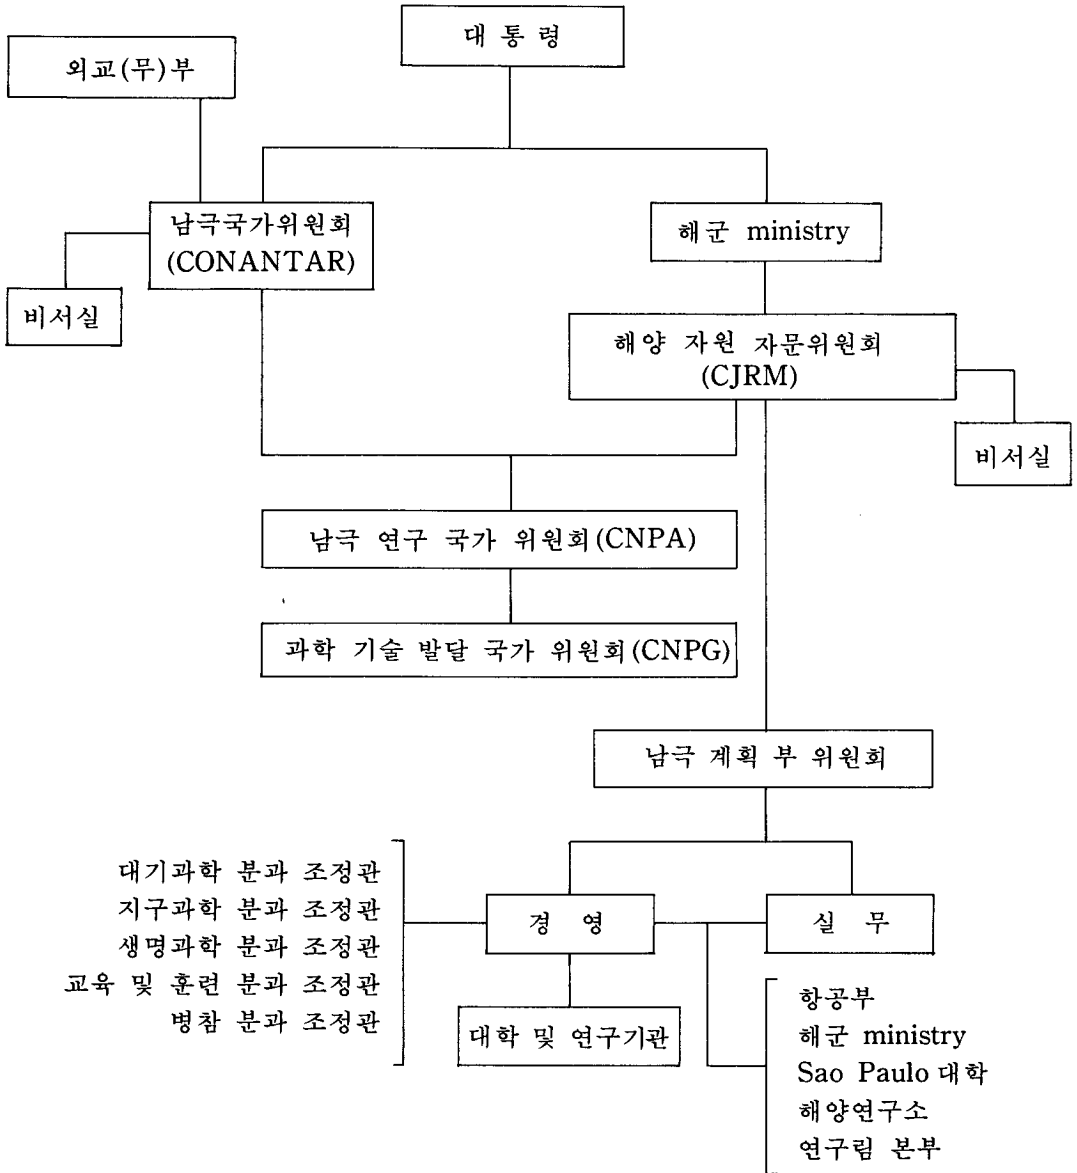 대 통 령
외교(무)부
남극국가위원회
(CONANTAR)
해군 ministry
비서실
해양 자원 자문위원회
(CJRM)
비서실
남극 연구 국가 위원회(CNPA)
과학 기술 발달 국가 위원회(CNPG)
남극 계획 부 위원회
대기과학 분과 조정관
지구과학 분과 조정관
생명과학 분과 조정관
교육 및 훈련 분과 조정관
병참 분과 조정관
경 영
실 무
대학 및 연구기관
항공부
해군 ministry
Sao Paulo 대학
해양연구소
연구림 본부